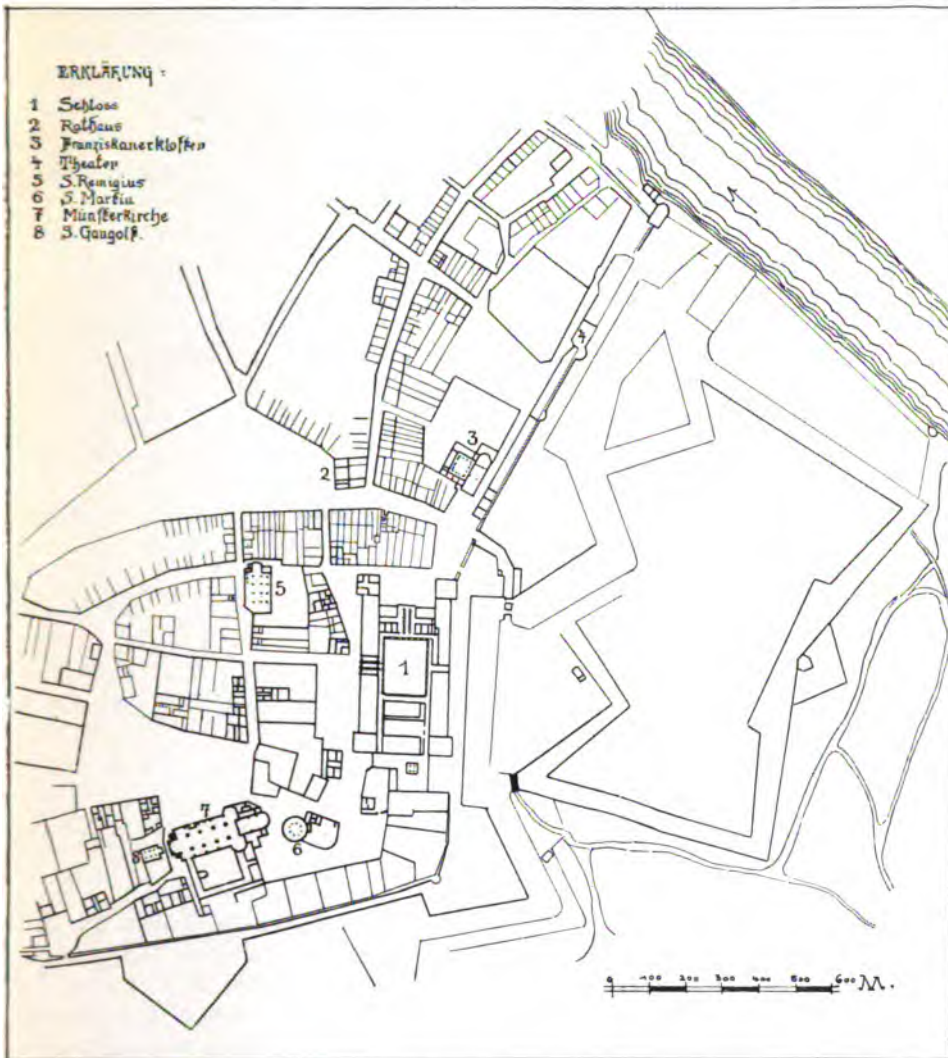 ERKLÄRUNG :
1 Schloss
2 Rathaus
3 Franziskanerkloster
4 Theater
5 S. Remigius
6 S. Martin
7 Münsterkirche
8 S. Gangolf.
4
3
2
5
1
7
6
8
0 100 200 300 400 500 600 M.